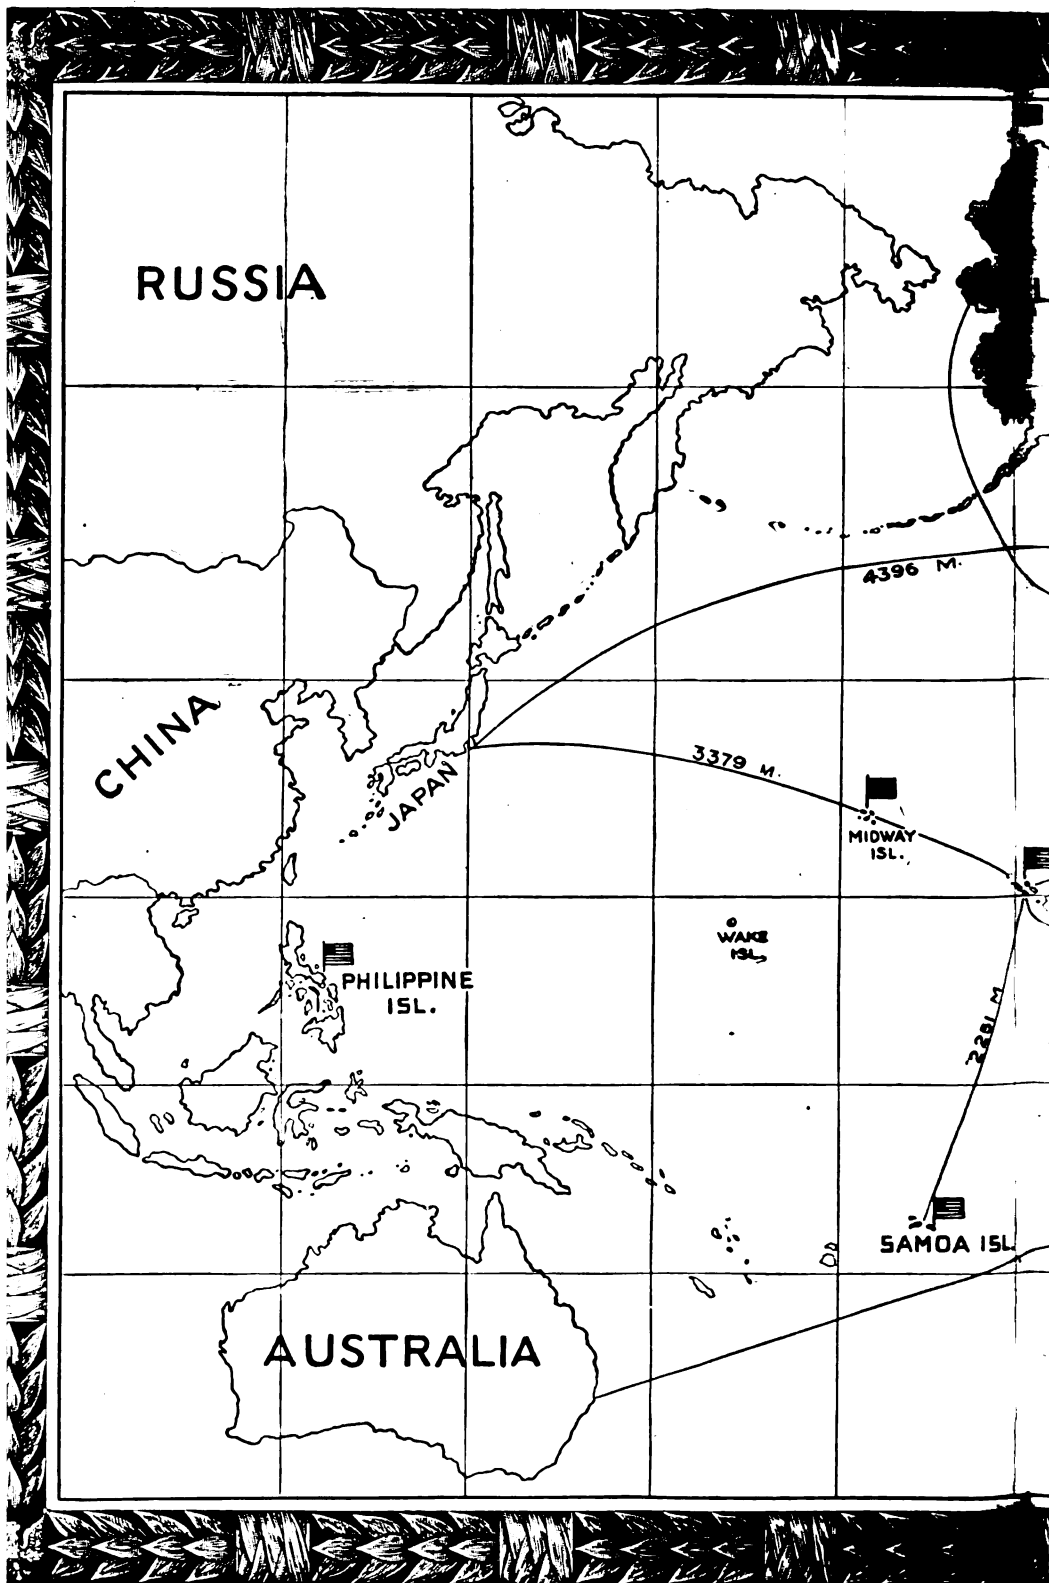 RUSSIA
4396 M.
CHINA
3379 M.
JAPAN
MIDWAY
ISL.
WAKE
ISL.
PHILIPPINE
ISL.
2281 M
SAMOA ISL.
AUSTRALIA